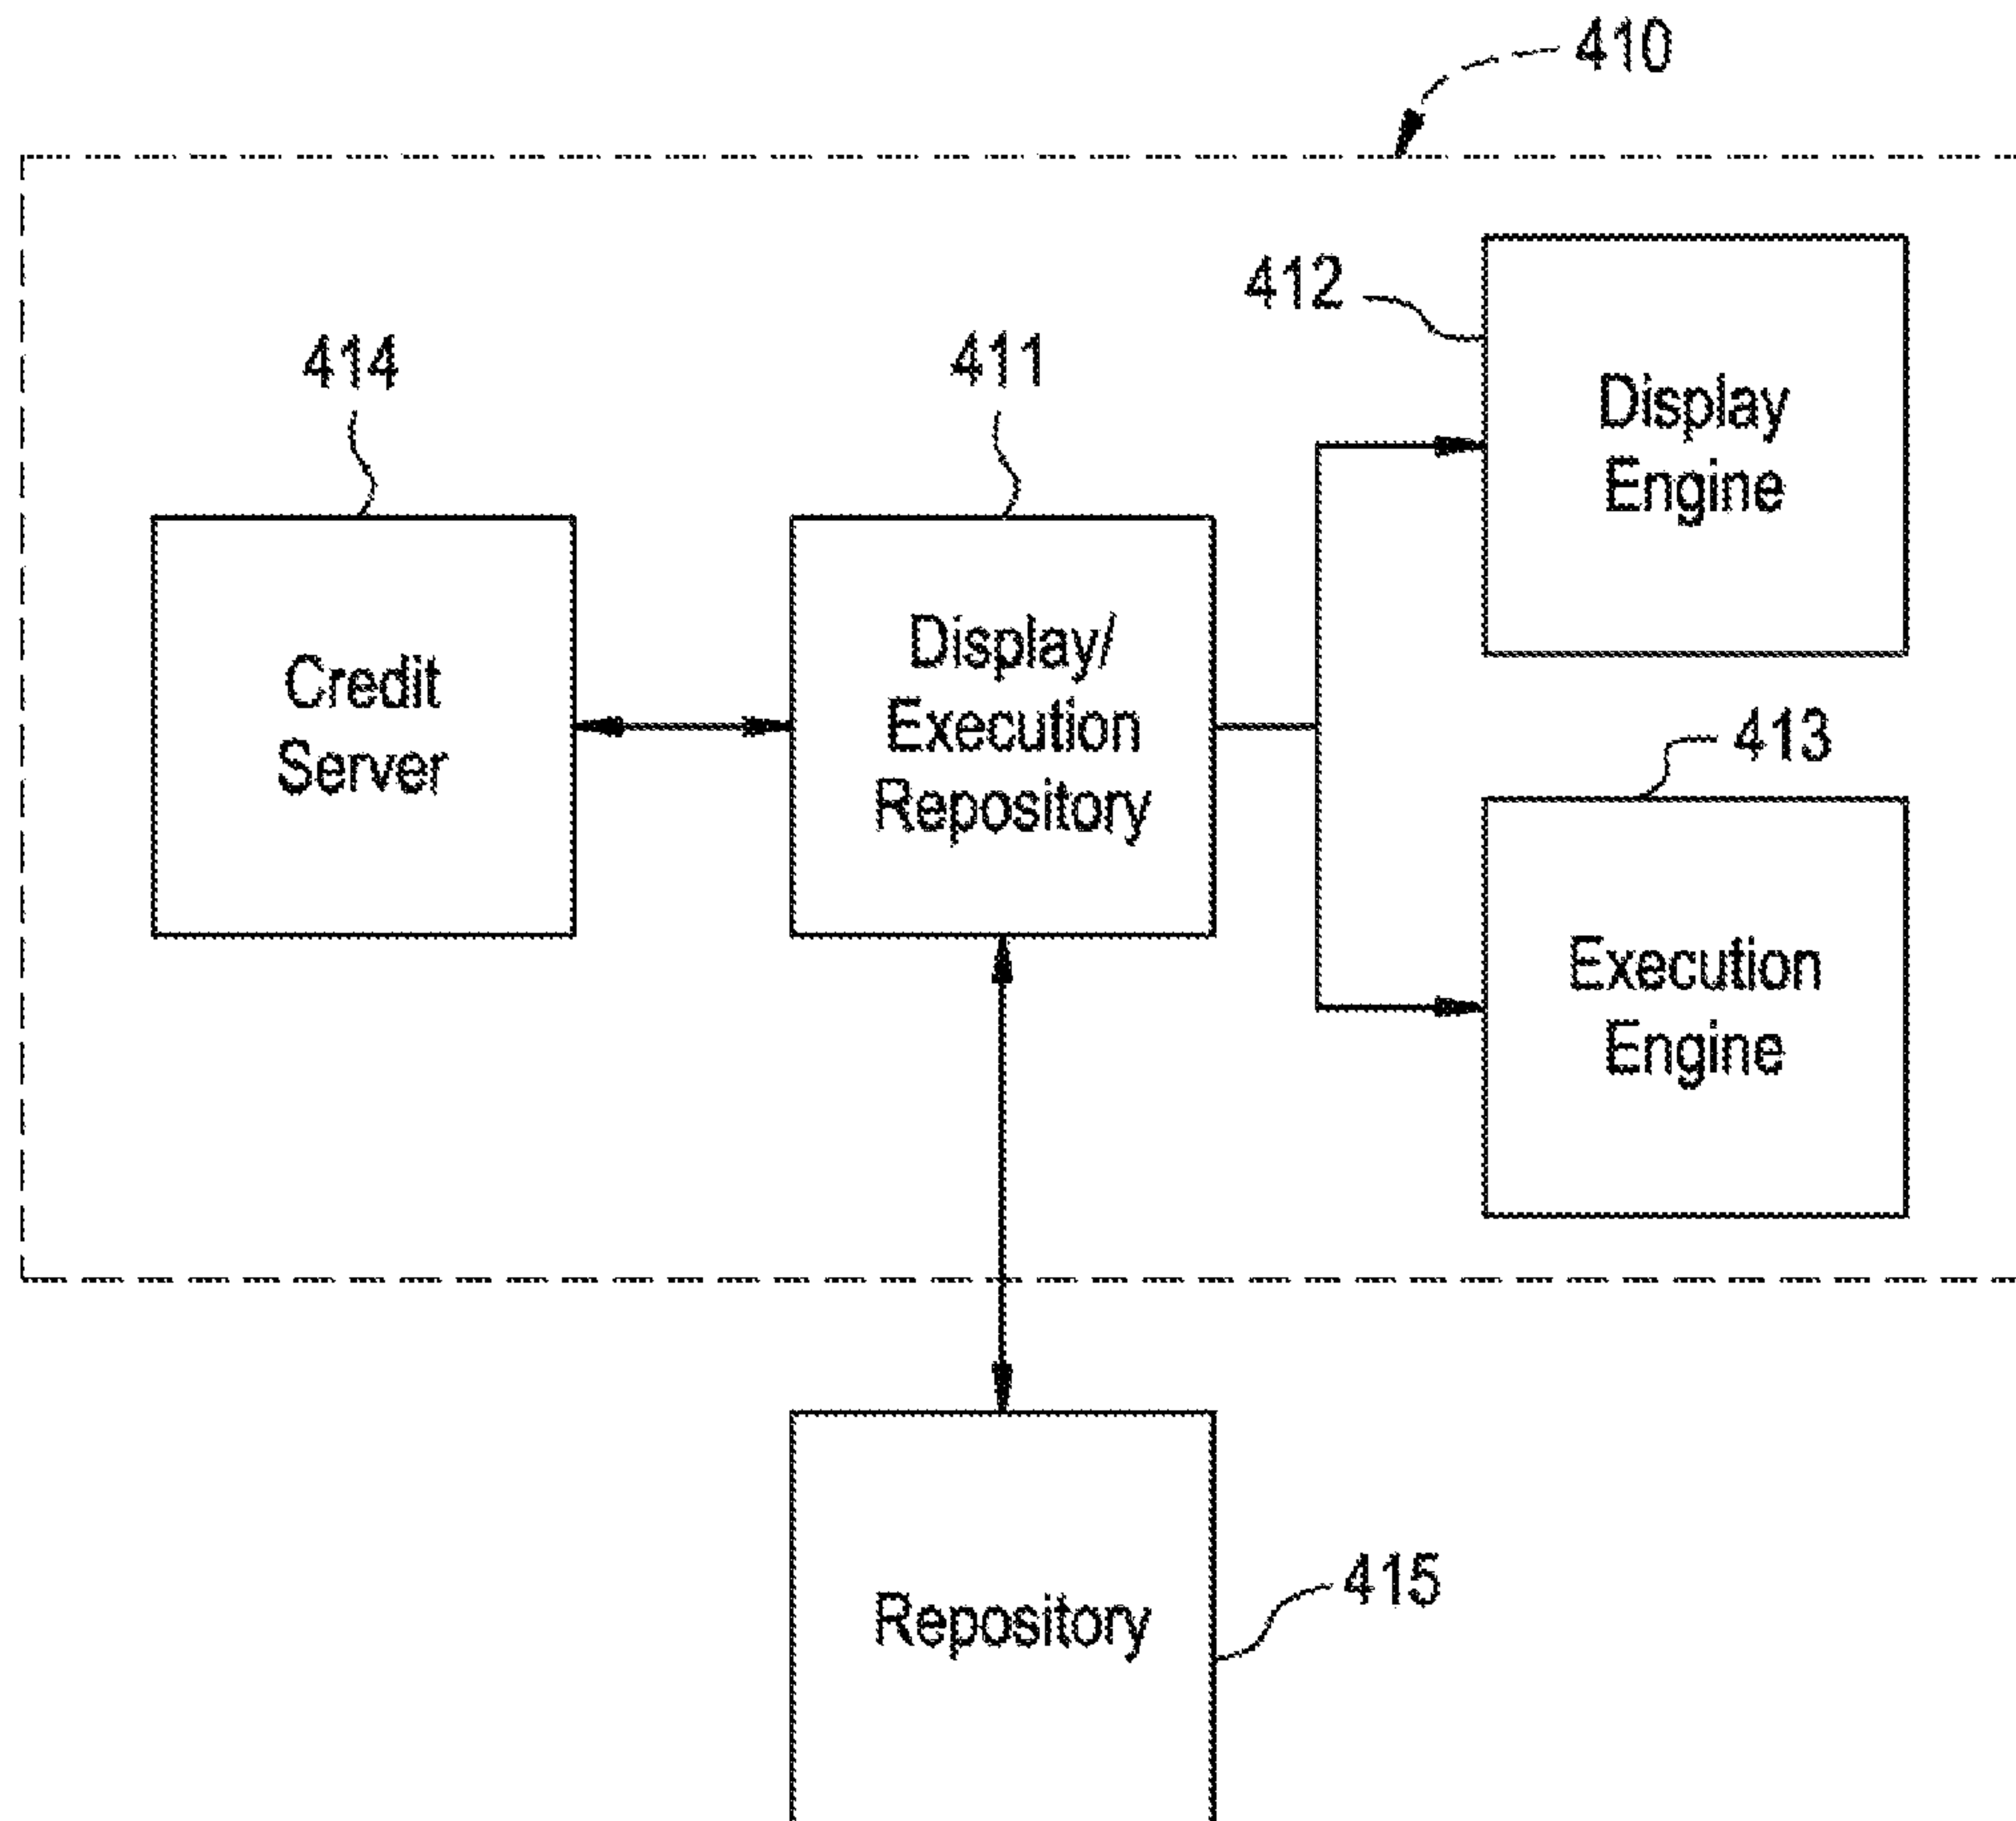 410
412
Display
Engine
414
411
Credit
Server
Display/
Execution
Repository
413
Execution
Engine
Repository
415